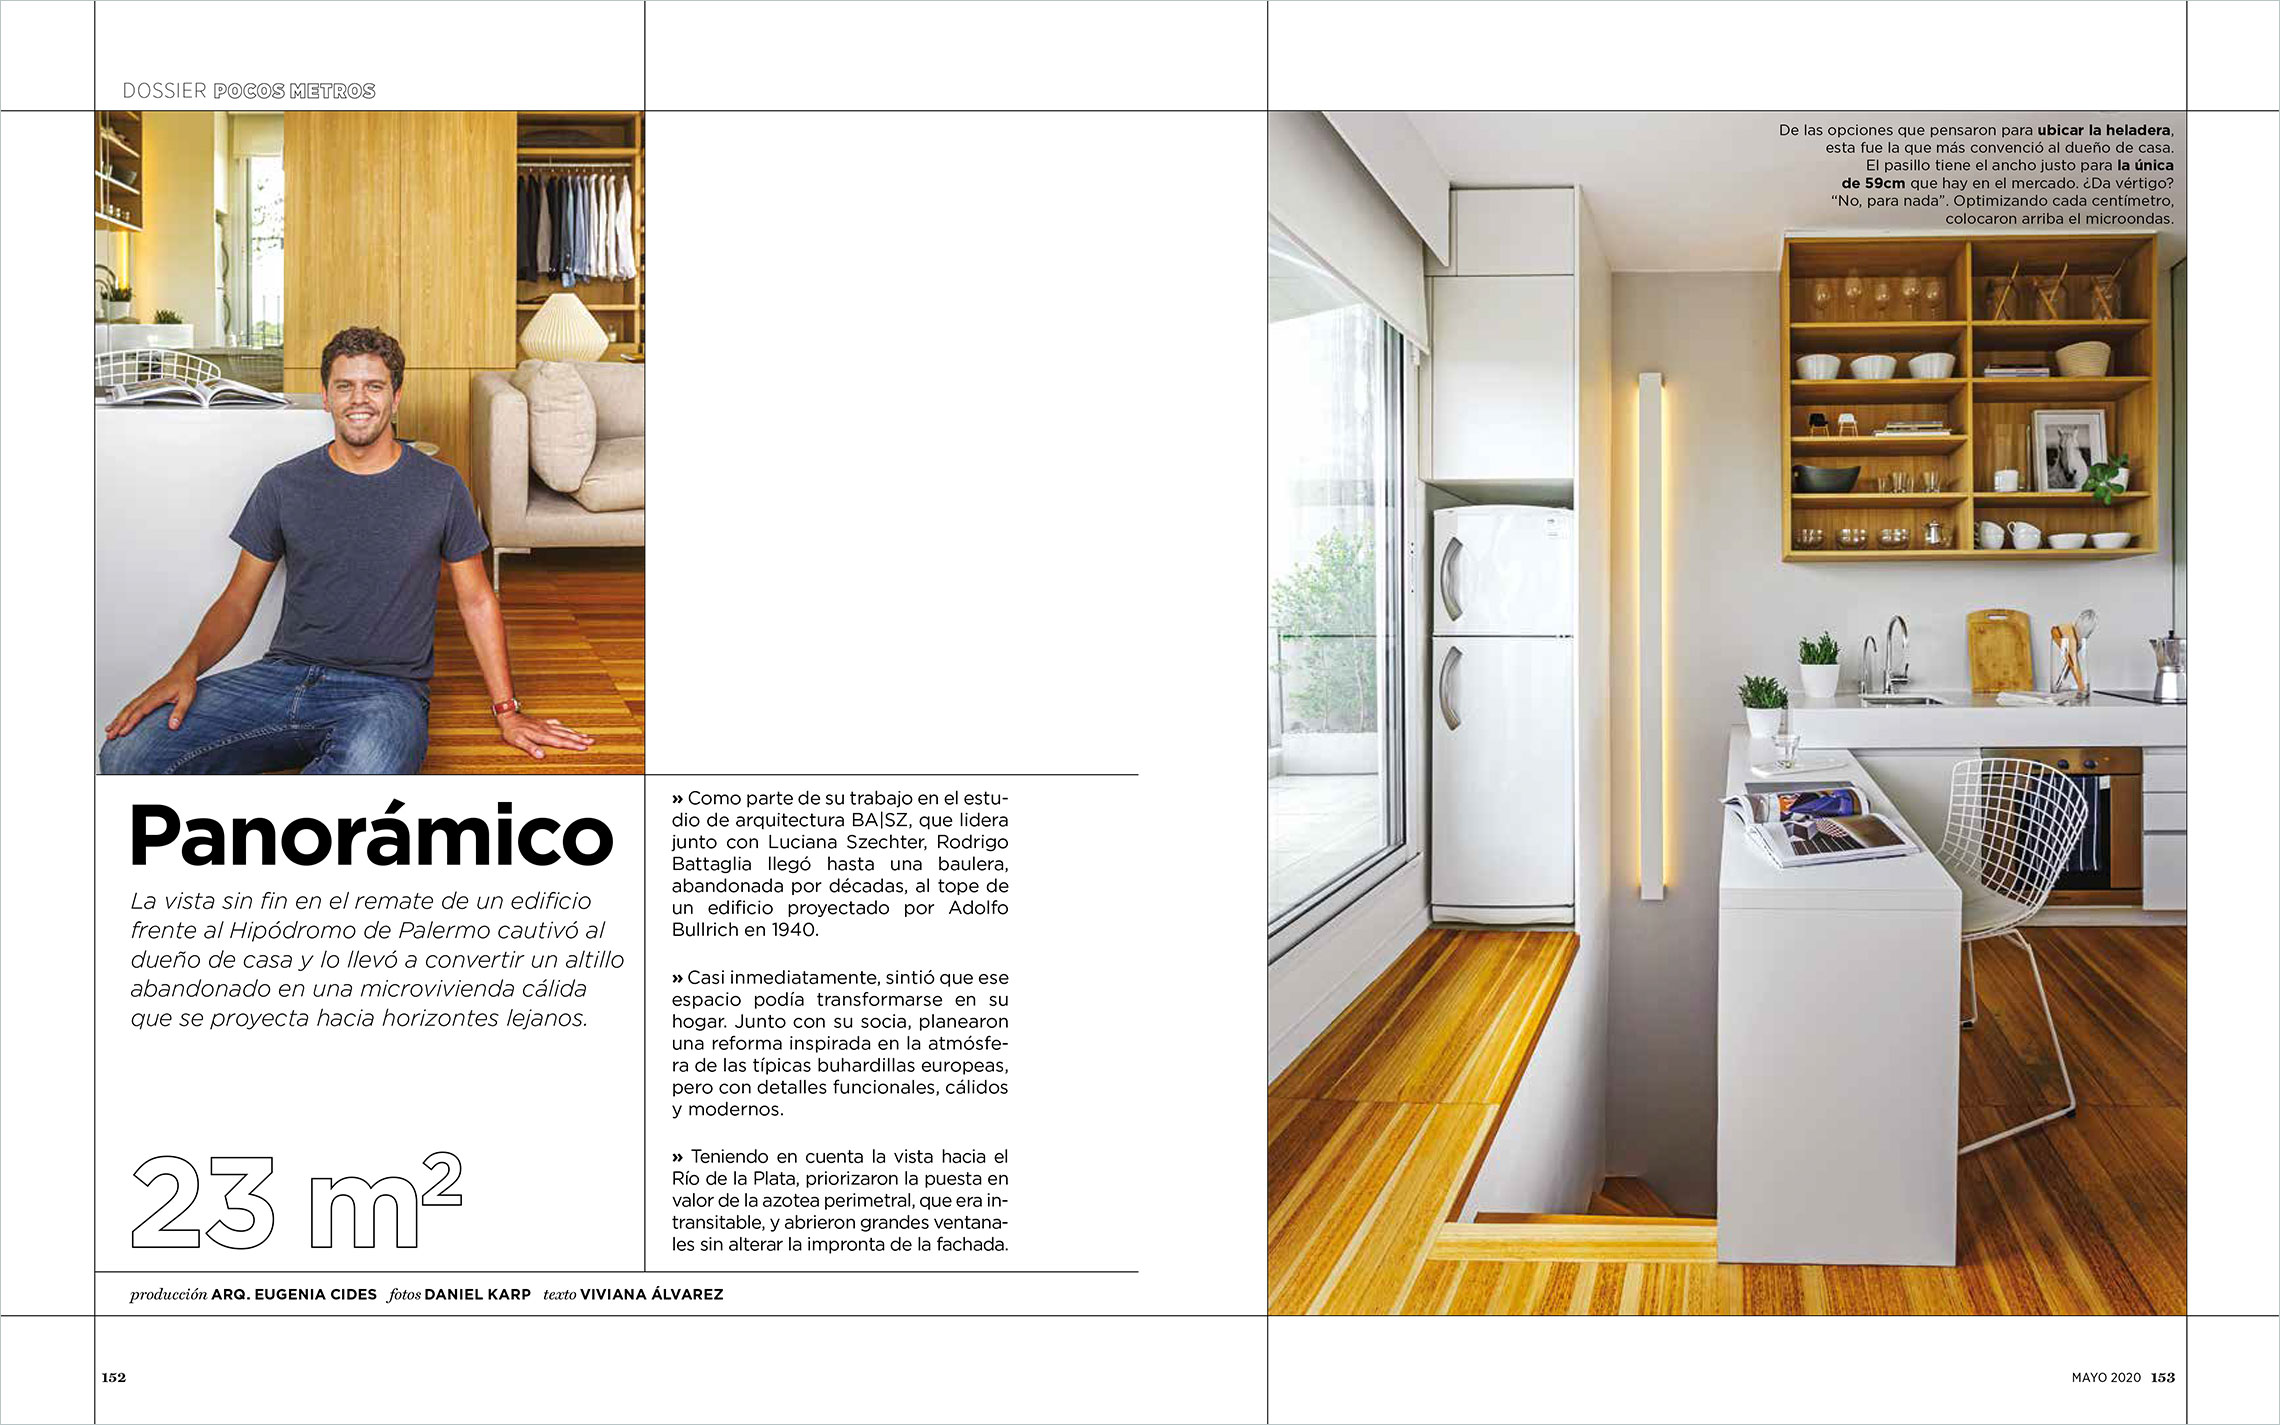 DOSSIER POCOS METROS
Panorámico
La vista sin fin en el remate de un edificio
frente al Hipódromo de Palermo cautivó al
dueño de casa y lo llevó a convertir un altillo
abandonado en una microvivienda cálida
que se proyecta hacia horizontes lejanos.
23 m²
» Como parte de su trabajo en el estu-
dio de arquitectura BA|SZ, que lidera
junto con Luciana Szechter, Rodrigo
Battaglia llegó hasta una baulera,
abandonada por décadas, al tope de
un edificio proyectado por Adolfo
Bullrich en 1940.
» Casi inmediatamente, sintió que ese
espacio podía transformarse en su
hogar. Junto con su socia, planearon
una reforma inspirada en la atmósfe-
ra de las típicas buhardillas europeas,
pero con detalles funcionales, cálidos
y modernos.
» Teniendo en cuenta la vista hacia el
Río de la Plata, priorizaron la puesta en
valor de la azotea perimetral, que era in-
transitable, y abrieron grandes ventana-
les sin alterar la impronta de la fachada.
producción ARQ. EUGENIA CIDES fotos DANIEL KARP texto VIVIANA ÁLVAREZ
152
De las opciones que pensaron para ubicar la heladera,
esta fue la que más convenció al dueño de casa.
El pasillo tiene el ancho justo para la única
de 59cm que hay en el mercado. ¿Da vértigo?
“No, para nada”. Optimizando cada centímetro,
colocaron arriba el microondas.
MAYO 2020 153